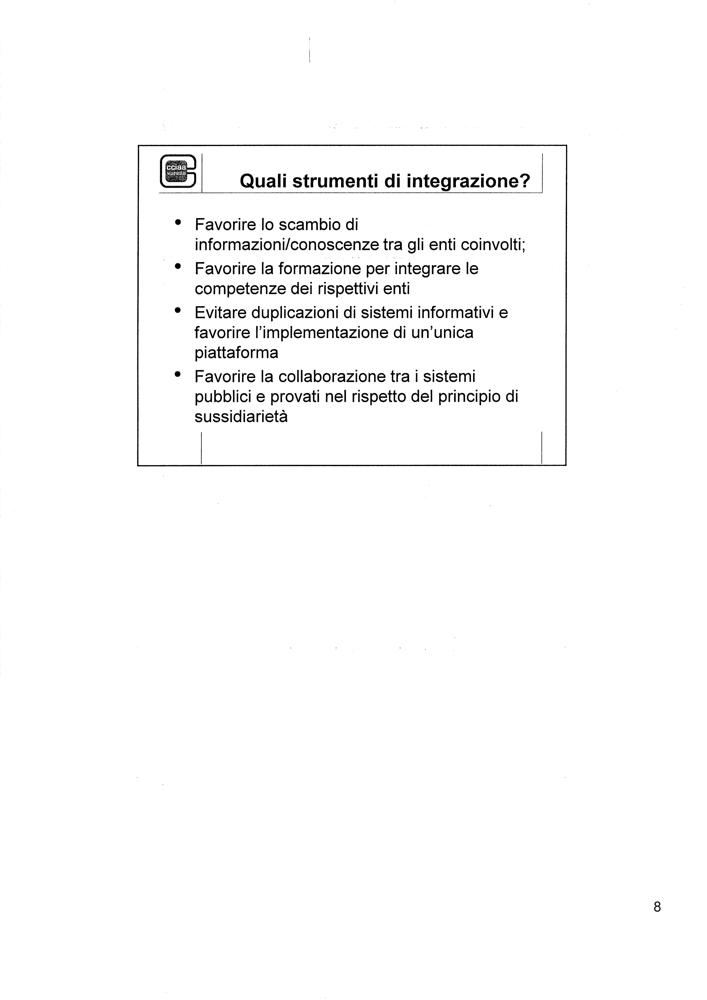 cciaa
varese
Quali strumenti di integrazione?
• Favorire lo scambio di
informazioni/conoscenze tra gli enti coinvolti;
• Favorire la formazione per integrare le
competenze dei rispettivi enti
• Evitare duplicazioni di sistemi informativi e
favorire l’implementazione di un’unica
piattaforma
• Favorire la collaborazione tra i sistemi
pubblici e provati nel rispetto del principio di
sussidiarietà
8